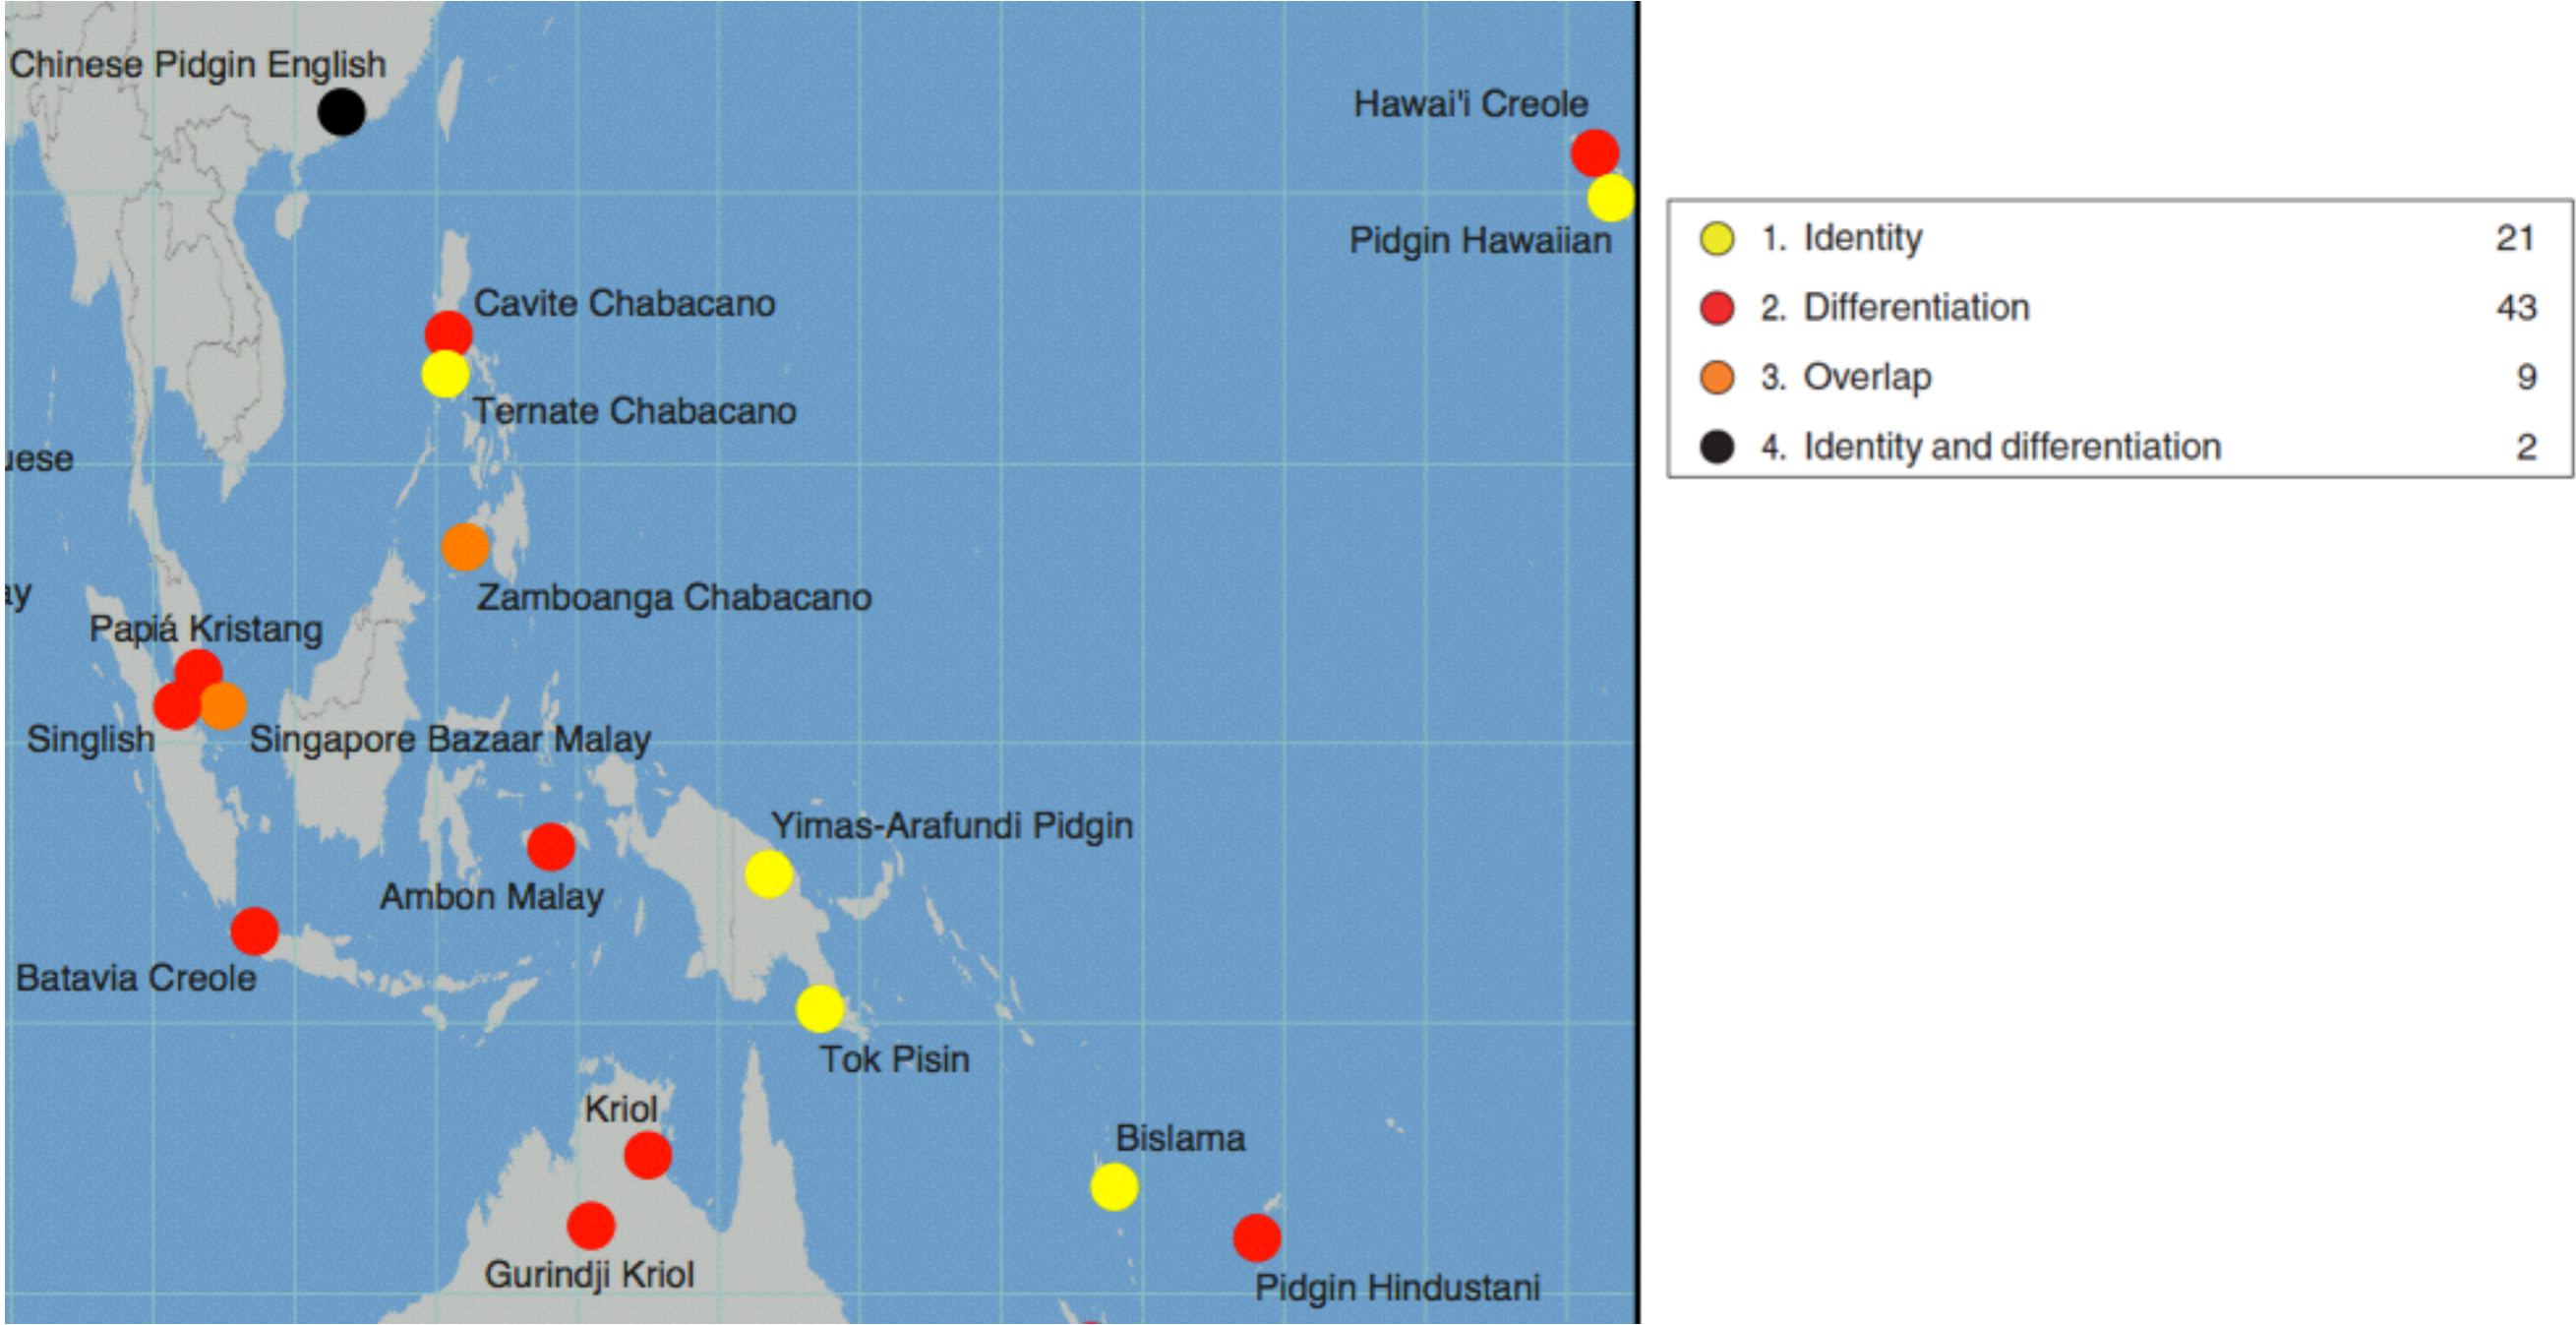 Chinese Pidgin English
Hawai'i Creole
Pidgin Hawaiian
Cavite Chabacano
Ternate Chabacano
uese
Zamboanga Chabacano
ay
Papiá Kristang
Singlish
Singapore Bazaar Malay
Yimas-Arafundi Pidgin
Ambon Malay
Batavia Creole
Tok Pisin
Kriol
Bislama
Gurindji Kriol
Pidgin Hindustani
1. Identity 21
2. Differentiation 43
3. Overlap 9
4. Identity and differentiation 2